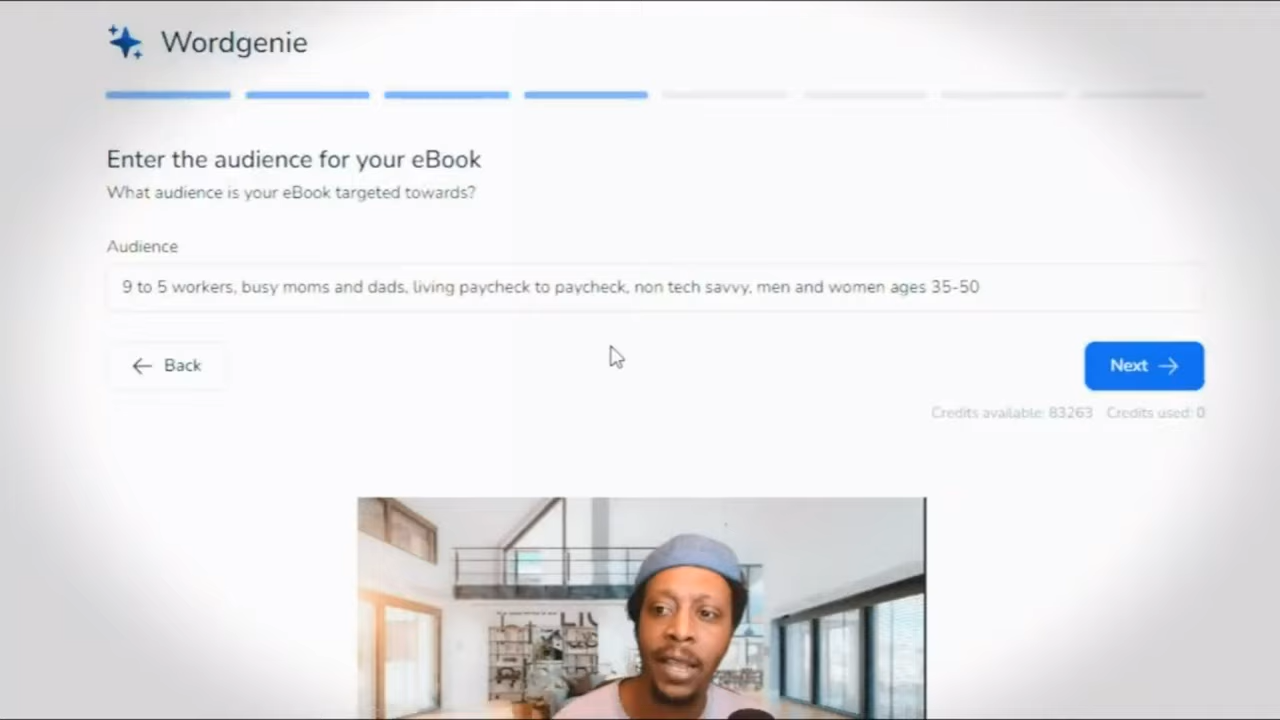 Wordgenie
Enter the audience for your eBook
What audience is your eBook targeted towards?
Audience
9 to 5 workers, busy moms and dads, living paycheck to paycheck, non tech savvy, men and women ages 35-50
← Back
Next →
Credits available: 83263 Credits used: 0